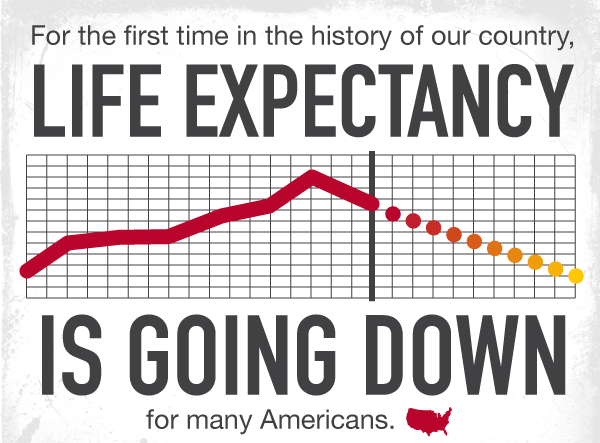 For the first time in the history of our country,
LIFE EXPECTANCY
IS GOING DOWN
for many Americans.